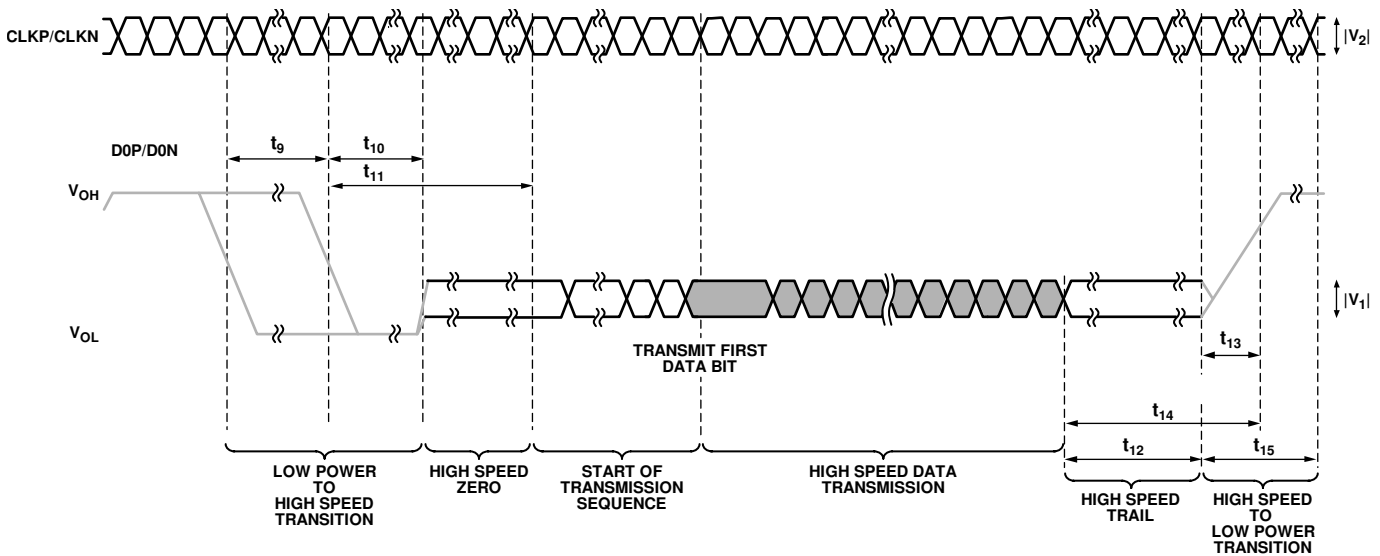 CLKP/CLKN
|V2|
D0P/D0N
t9
t10
t11
VOH
VOL
|V1|
TRANSMIT FIRST
DATA BIT
t13
t14
t12
t15
LOW POWER
TO
HIGH SPEED
TRANSITION
HIGH SPEED
ZERO
START OF
TRANSMISSION
SEQUENCE
HIGH SPEED DATA
TRANSMISSION
HIGH SPEED
TRAIL
HIGH SPEED
TO
LOW POWER
TRANSITION